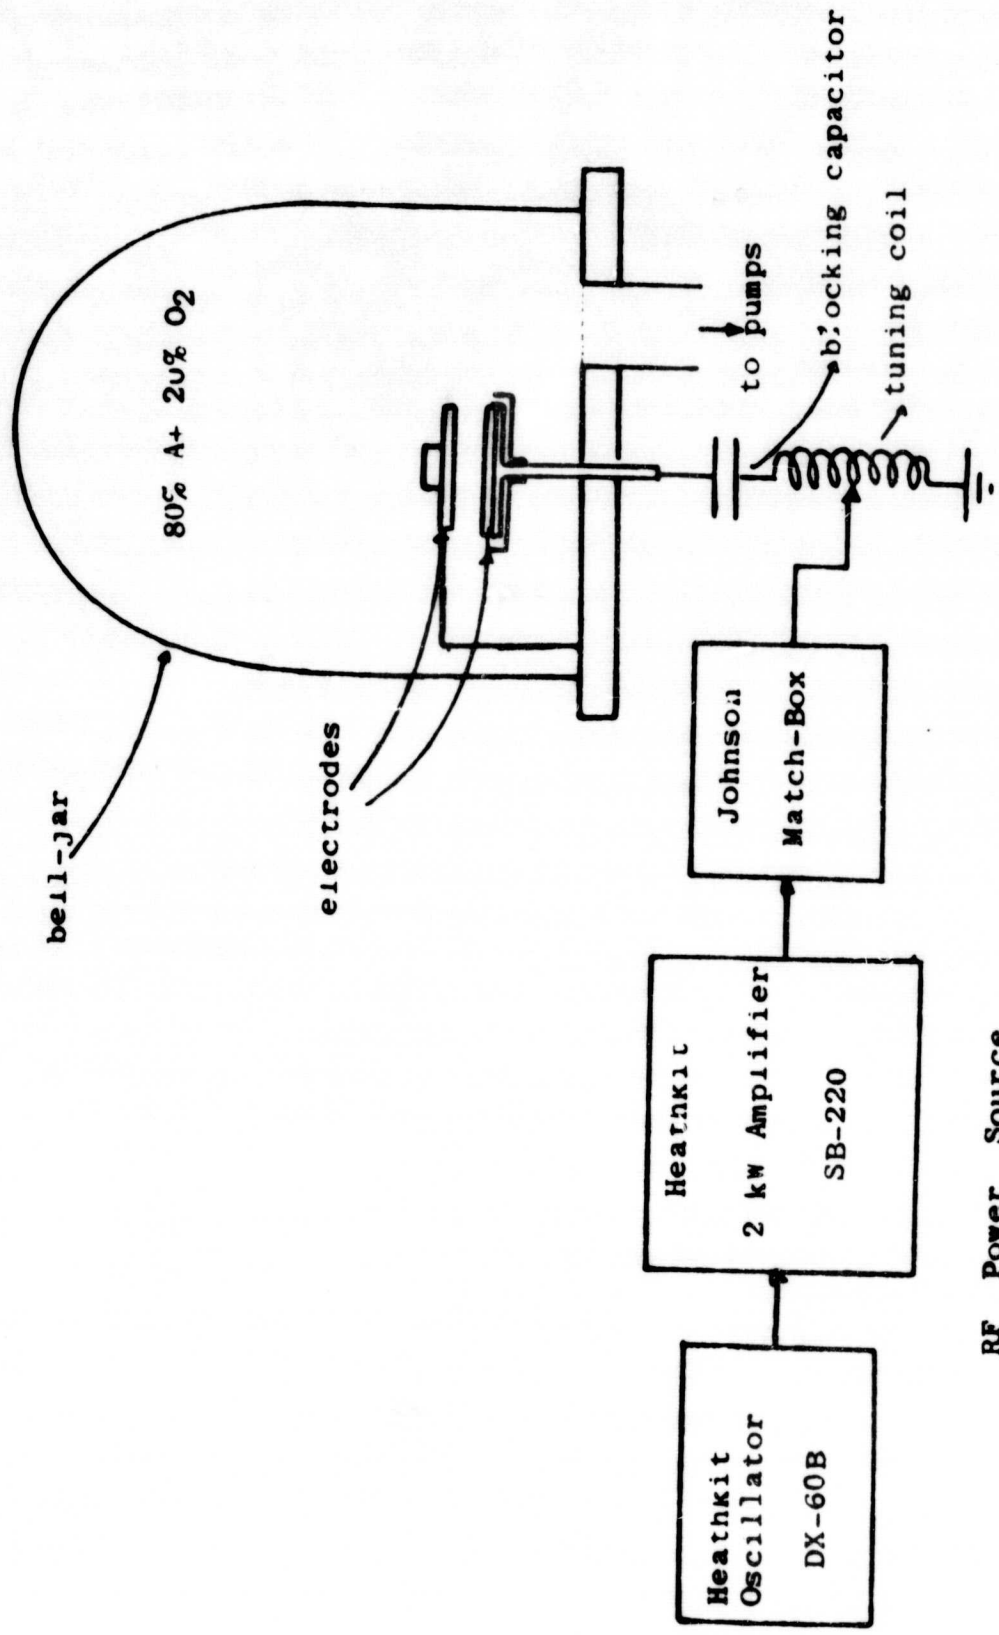 bell-jar
80% A+ 20% O2
electrodes
to pumps
blocking capacitor
tuning coil
Johnson
Match-Box
Heathkit
2 kW Amplifier
SB-220
Heathkit
Oscillator
DX-60B
RF Power Source